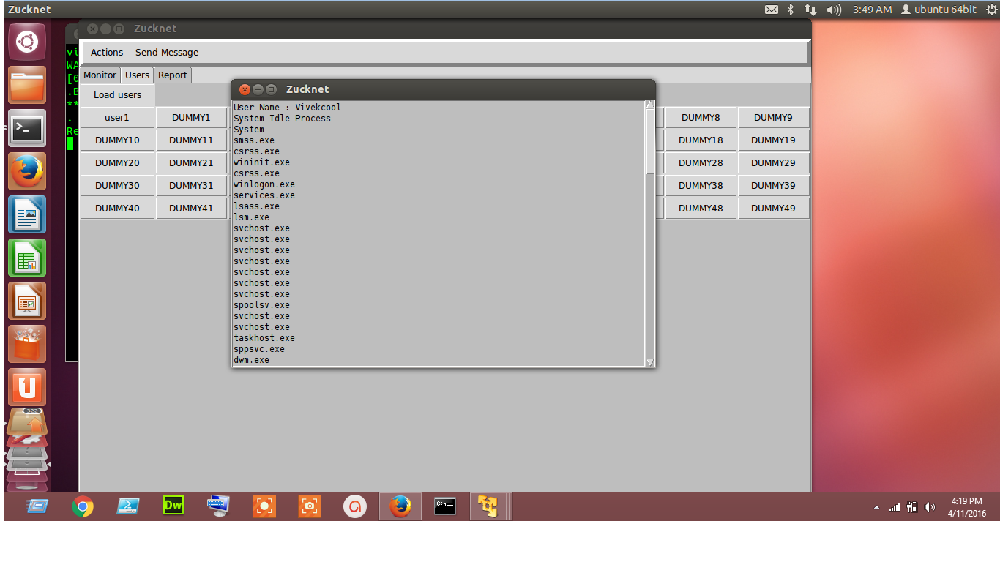 Zucknet
3:49 AM
ubuntu 64bit
Zucknet
Actions Send Message
Monitor Users Report
Load users
Zucknet
user1 DUMMY1 DUMMY8 DUMMY9
DUMMY10 DUMMY11 DUMMY18 DUMMY19
DUMMY20 DUMMY21 DUMMY28 DUMMY29
DUMMY30 DUMMY31 DUMMY38 DUMMY39
DUMMY40 DUMMY41 DUMMY48 DUMMY49
User Name : Vivekcool
System Idle Process
System
smss.exe
csrss.exe
wininit.exe
csrss.exe
winlogon.exe
services.exe
lsass.exe
lsm.exe
svchost.exe
svchost.exe
svchost.exe
svchost.exe
svchost.exe
svchost.exe
svchost.exe
spoolsv.exe
svchost.exe
svchost.exe
taskhost.exe
sppsvc.exe
dwm.exe
vi
WA
[0
.B
**
.
Re
322
Dw
C:\
4:19 PM
4/11/2016